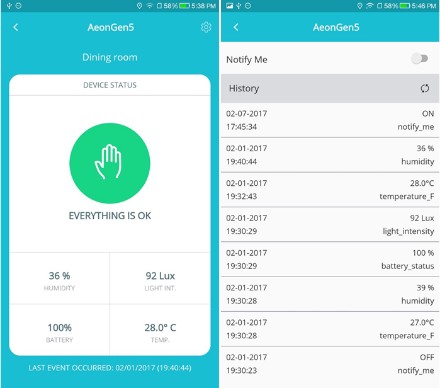 58% 5:38 PM
AeonGen5
Dining room
DEVICE STATUS
EVERYTHING IS OK
36 % 92 Lux
HUMIDITY LIGHT INT.
100% 28.0° C
BATTERY TEMP.
LAST EVENT OCCURRED: 02/01/2017 (19:40:44)
58% 5:46 PM
AeonGen5
Notify Me
History
02-07-2017 ON
17:45:34 notify_me
02-01-2017 36 %
19:40:44 humidity
02-01-2017 28.0°C
19:32:43 temperature_F
02-01-2017 92 Lux
19:30:29 light_intensity
02-01-2017 100 %
19:30:29 battery_status
02-01-2017 39 %
19:30:28 humidity
02-01-2017 27.0°C
19:30:28 temperature_F
02-01-2017 OFF
19:30:23 notify_me